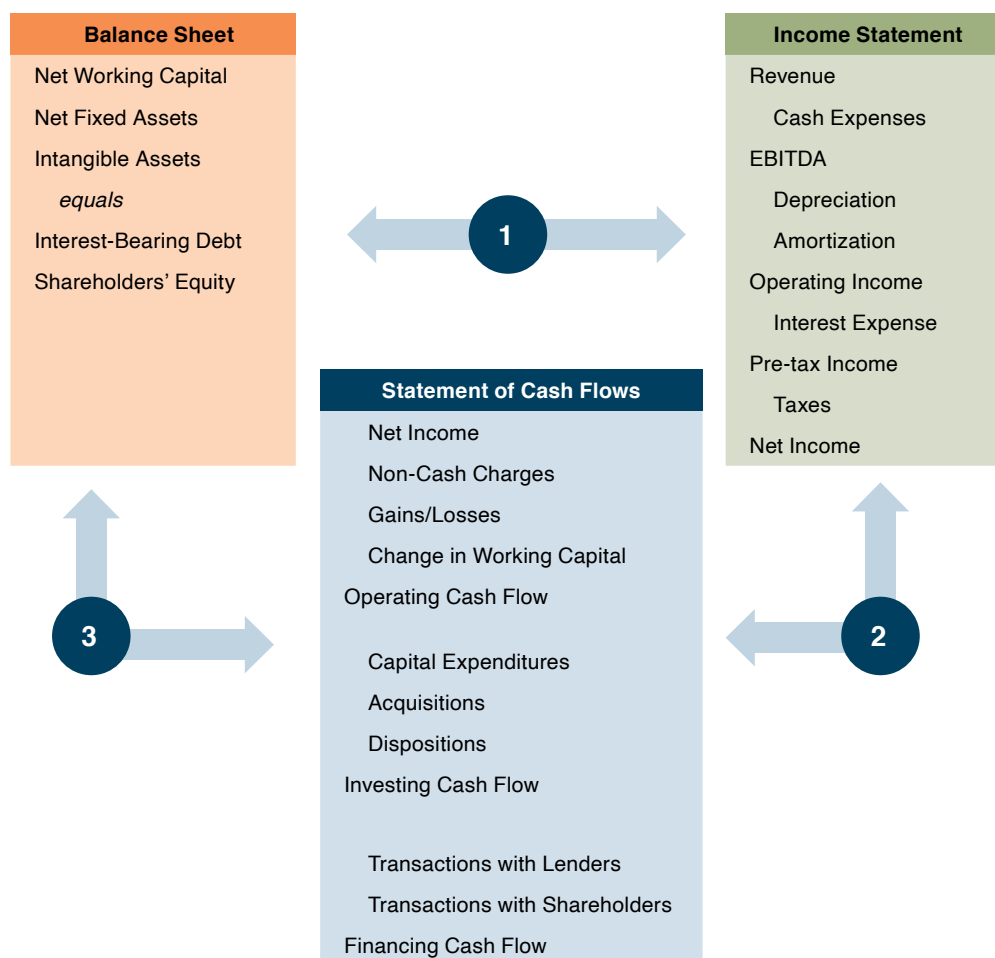 Balance Sheet
Net Working Capital
Net Fixed Assets
Intangible Assets
equals
Interest-Bearing Debt
Shareholders’ Equity
Income Statement
Revenue
Cash Expenses
EBITDA
Depreciation
Amortization
Operating Income
Interest Expense
Pre-tax Income
Taxes
Net Income
1
Statement of Cash Flows
Net Income
Non-Cash Charges
Gains/Losses
Change in Working Capital
Operating Cash Flow
Capital Expenditures
Acquisitions
Dispositions
Investing Cash Flow
Transactions with Lenders
Transactions with Shareholders
Financing Cash Flow
3
2